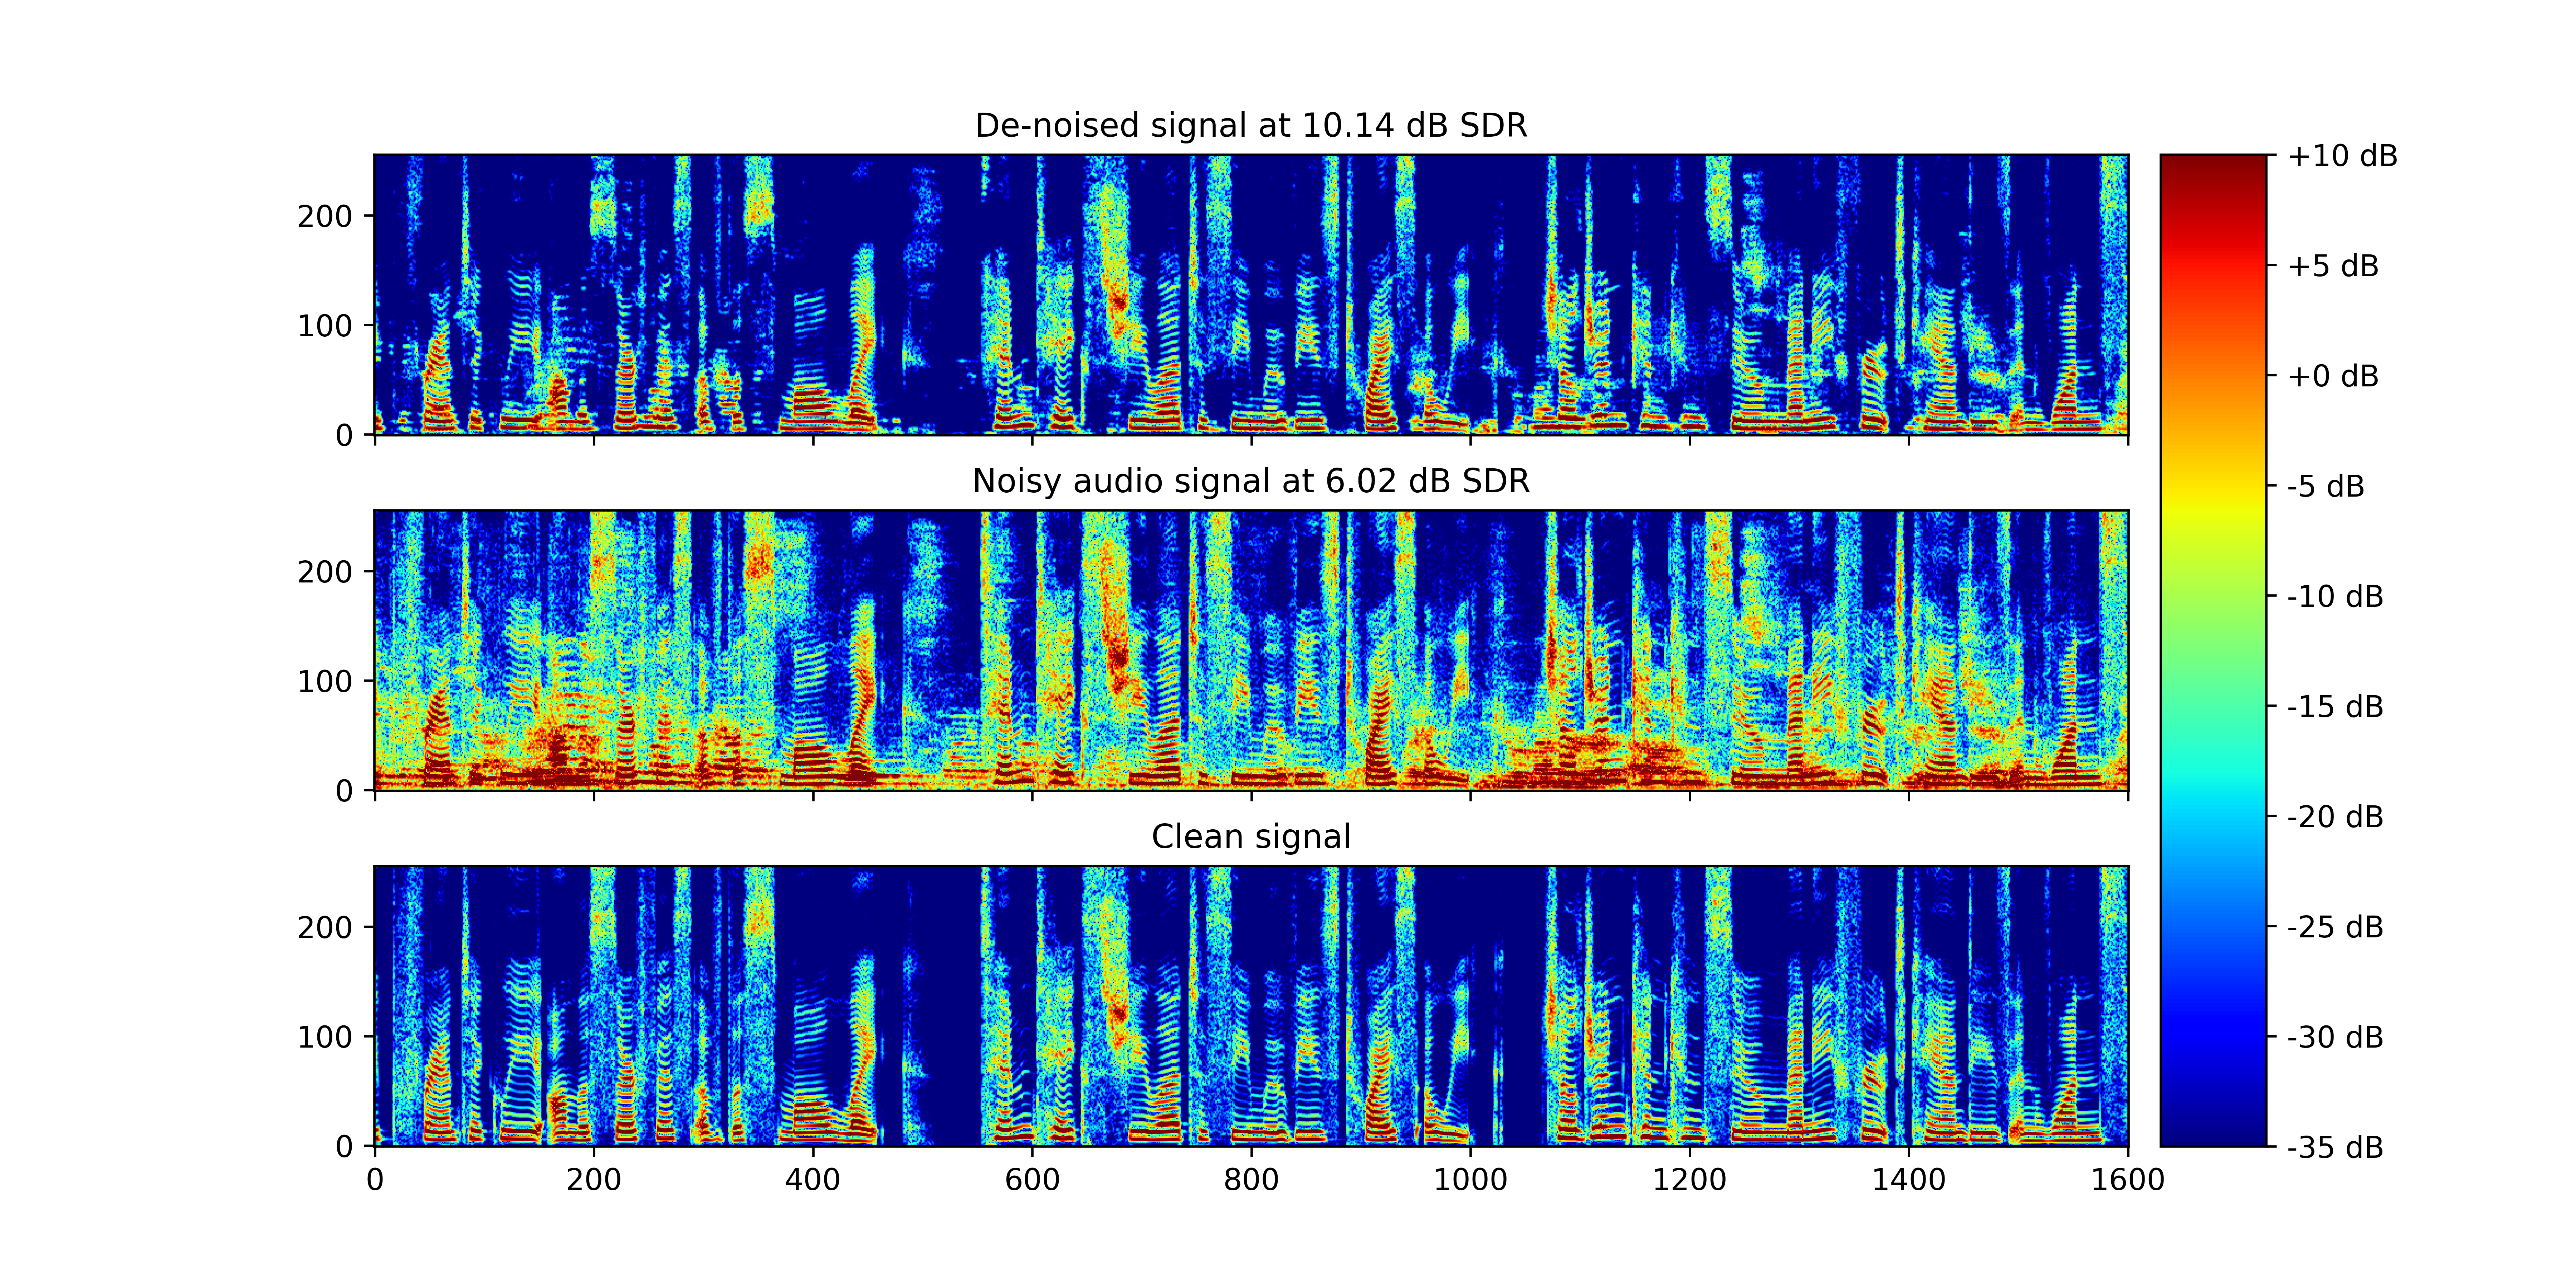 De-noised signal at 10.14 dB SDR
200
100
0
Noisy audio signal at 6.02 dB SDR
200
100
0
Clean signal
200
100
0
0 200 400 600 800 1000 1200 1400 1600
+10 dB
+5 dB
+0 dB
-5 dB
-10 dB
-15 dB
-20 dB
-25 dB
-30 dB
-35 dB